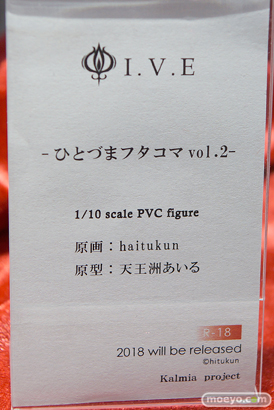 I.V.E
-ひとづまフタコマ vol.2-
1/10 scale PVC figure
原画：haitukun
原型：天王洲あいる
R-18
2018 will be released
©hitukun
Kalmia project
moeyo.com